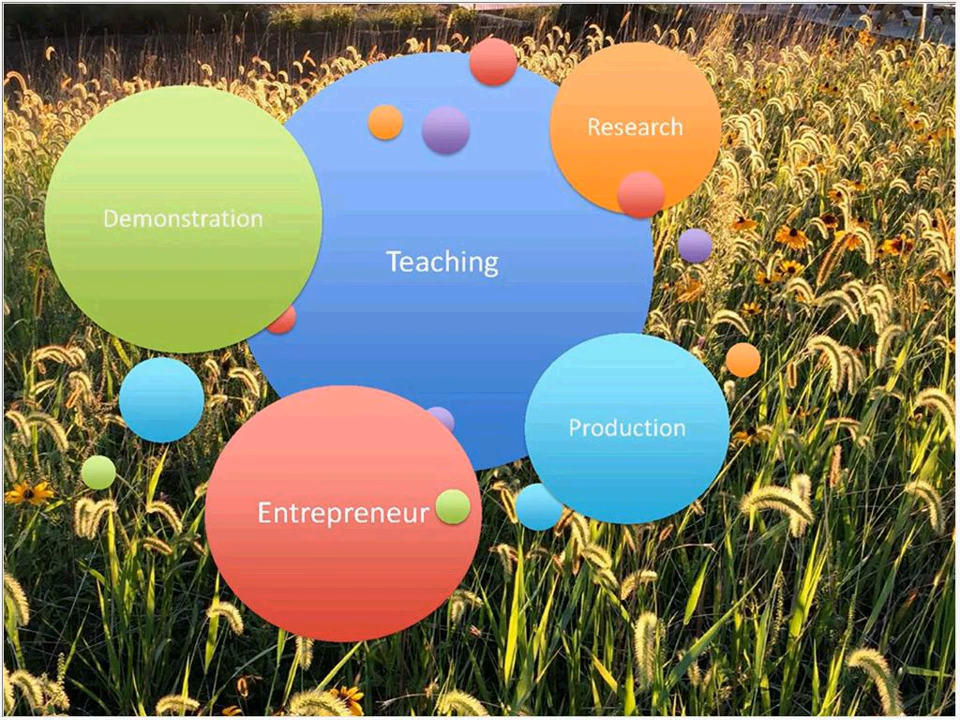 Research
Demonstration
Teaching
Production
Entrepreneur